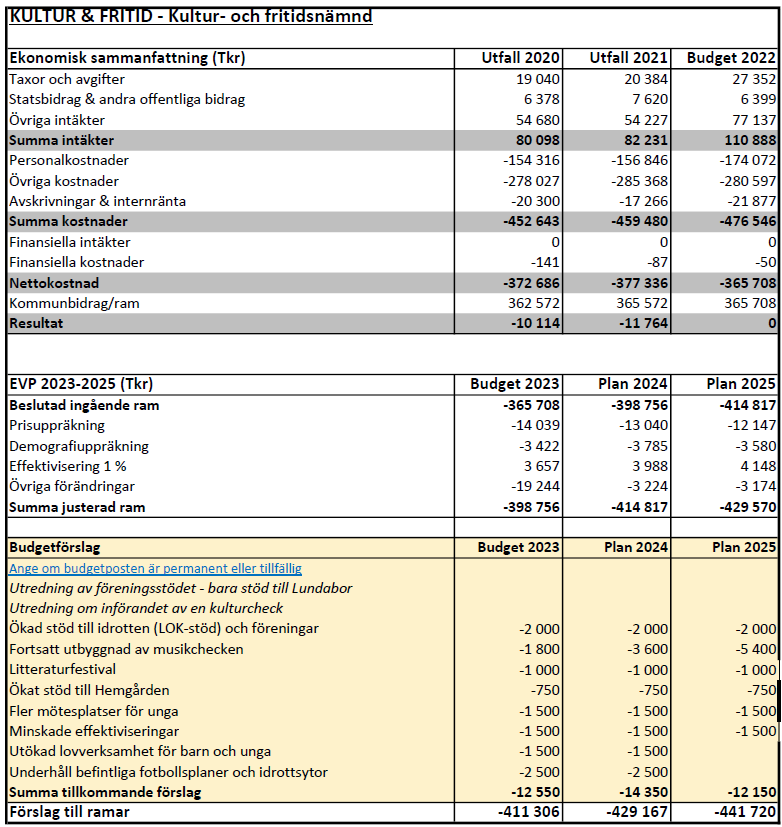 KULTUR & FRITID - Kultur- och fritidsnämnd
Ekonomisk sammanfattning (Tkr) Utfall 2020 Utfall 2021 Budget 2022
Taxor och avgifter 19 040 20 384 27 352
Statsbidrag & andra offentliga bidrag 6 378 7 620 6 399
Övriga intäkter 54 680 54 227 77 137
Summa intäkter 80 098 82 231 110 888
Personalkostnader -154 316 -156 846 -174 072
Övriga kostnader -278 027 -285 368 -280 597
Avskrivningar & internränta -20 300 -17 266 -21 877
Summa kostnader -452 643 -459 480 -476 546
Finansiella intäkter 0 0 0
Finansiella kostnader -141 -87 -50
Nettokostnad -372 686 -377 336 -365 708
Kommunbidrag/ram 362 572 365 572 365 708
Resultat -10 114 -11 764 0
EVP 2023-2025 (Tkr) Budget 2023 Plan 2024 Plan 2025
Beslutad ingående ram -365 708 -398 756 -414 817
Prisuppräkning -14 039 -13 040 -12 147
Demografiuppräkning -3 422 -3 785 -3 580
Effektivisering 1 % 3 657 3 988 4 148
Övriga förändringar -19 244 -3 224 -3 174
Summa justerad ram -398 756 -414 817 -429 570
Budgetförslag Budget 2023 Plan 2024 Plan 2025
Ange om budgetposten är permanent eller tillfällig
Utredning av föreningsstödet - bara stöd till Lundabor
Utredning om införandet av en kulturcheck
Ökad stöd till idrotten (LOK-stöd) och föreningar -2 000 -2 000 -2 000
Fortsatt utbyggnad av musikchecken -1 800 -3 600 -5 400
Litteraturfestival -1 000 -1 000 -1 000
Ökat stöd till Hemgården -750 -750 -750
Fler mötesplatser för unga -1 500 -1 500 -1 500
Minskade effektiviseringar -1 500 -1 500 -1 500
Utökad lovverksamhet för barn och unga -1 500 -1 500
Underhåll befintliga fotbollsplaner och idrottsytor -2 500 -2 500
Summa tillkommande förslag -12 550 -14 350 -12 150
Förslag till ramar -411 306 -429 167 -441 720